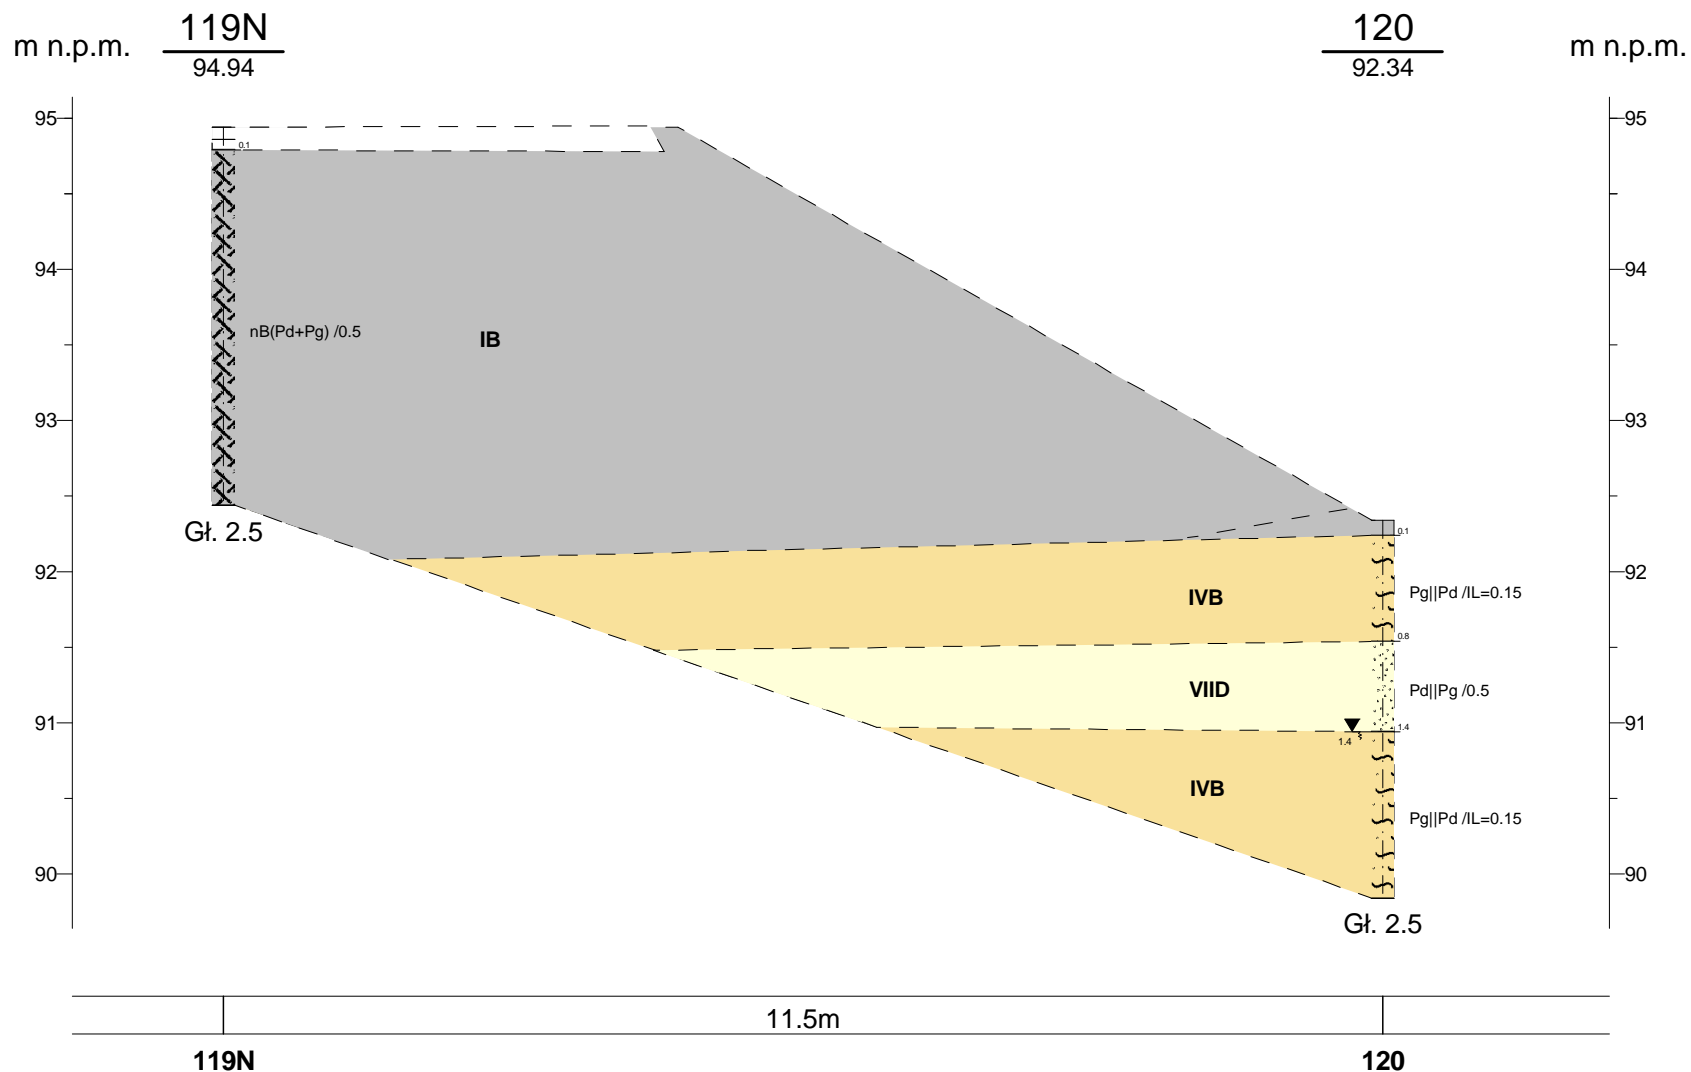 119N
120
m n.p.m.
m n.p.m.
94.94
92.34
95
95
0.1
94
94
nB(Pd+Pg) /0.5
IB
93
93
Gł. 2.5
0.1
92
92
IVB
Pg||Pd /IL=0.15
0.8
VIID
Pd||Pg /0.5
91
91
1.4
1.4
IVB
Pg||Pd /IL=0.15
90
90
Gł. 2.5
11.5m
119N
120